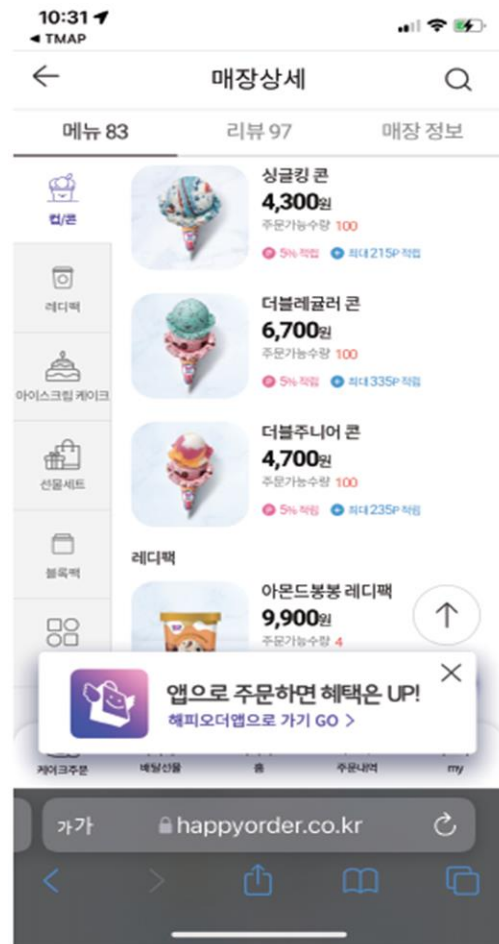 10:31
◀ TMAP
매장상세
메뉴 83
리뷰 97
매장 정보
컵/콘
레디팩
아이스크림 케이크
선물세트
블록팩
싱글킹 콘
4,300원
주문가능수량 100
5% 적립 최대 215P 적립
더블레귤러 콘
6,700원
주문가능수량 100
5% 적립 최대 335P 적립
더블주니어 콘
4,700원
주문가능수량 100
5% 적립 최대 235P 적립
레디팩
아몬드봉봉 레디팩
9,900원
주문가능수량 4
앱으로 주문하면 혜택은 UP!
해피오더앱으로 가기 GO >
케이크주문
배달선물
홈
주문내역
my
가가
happyorder.co.kr